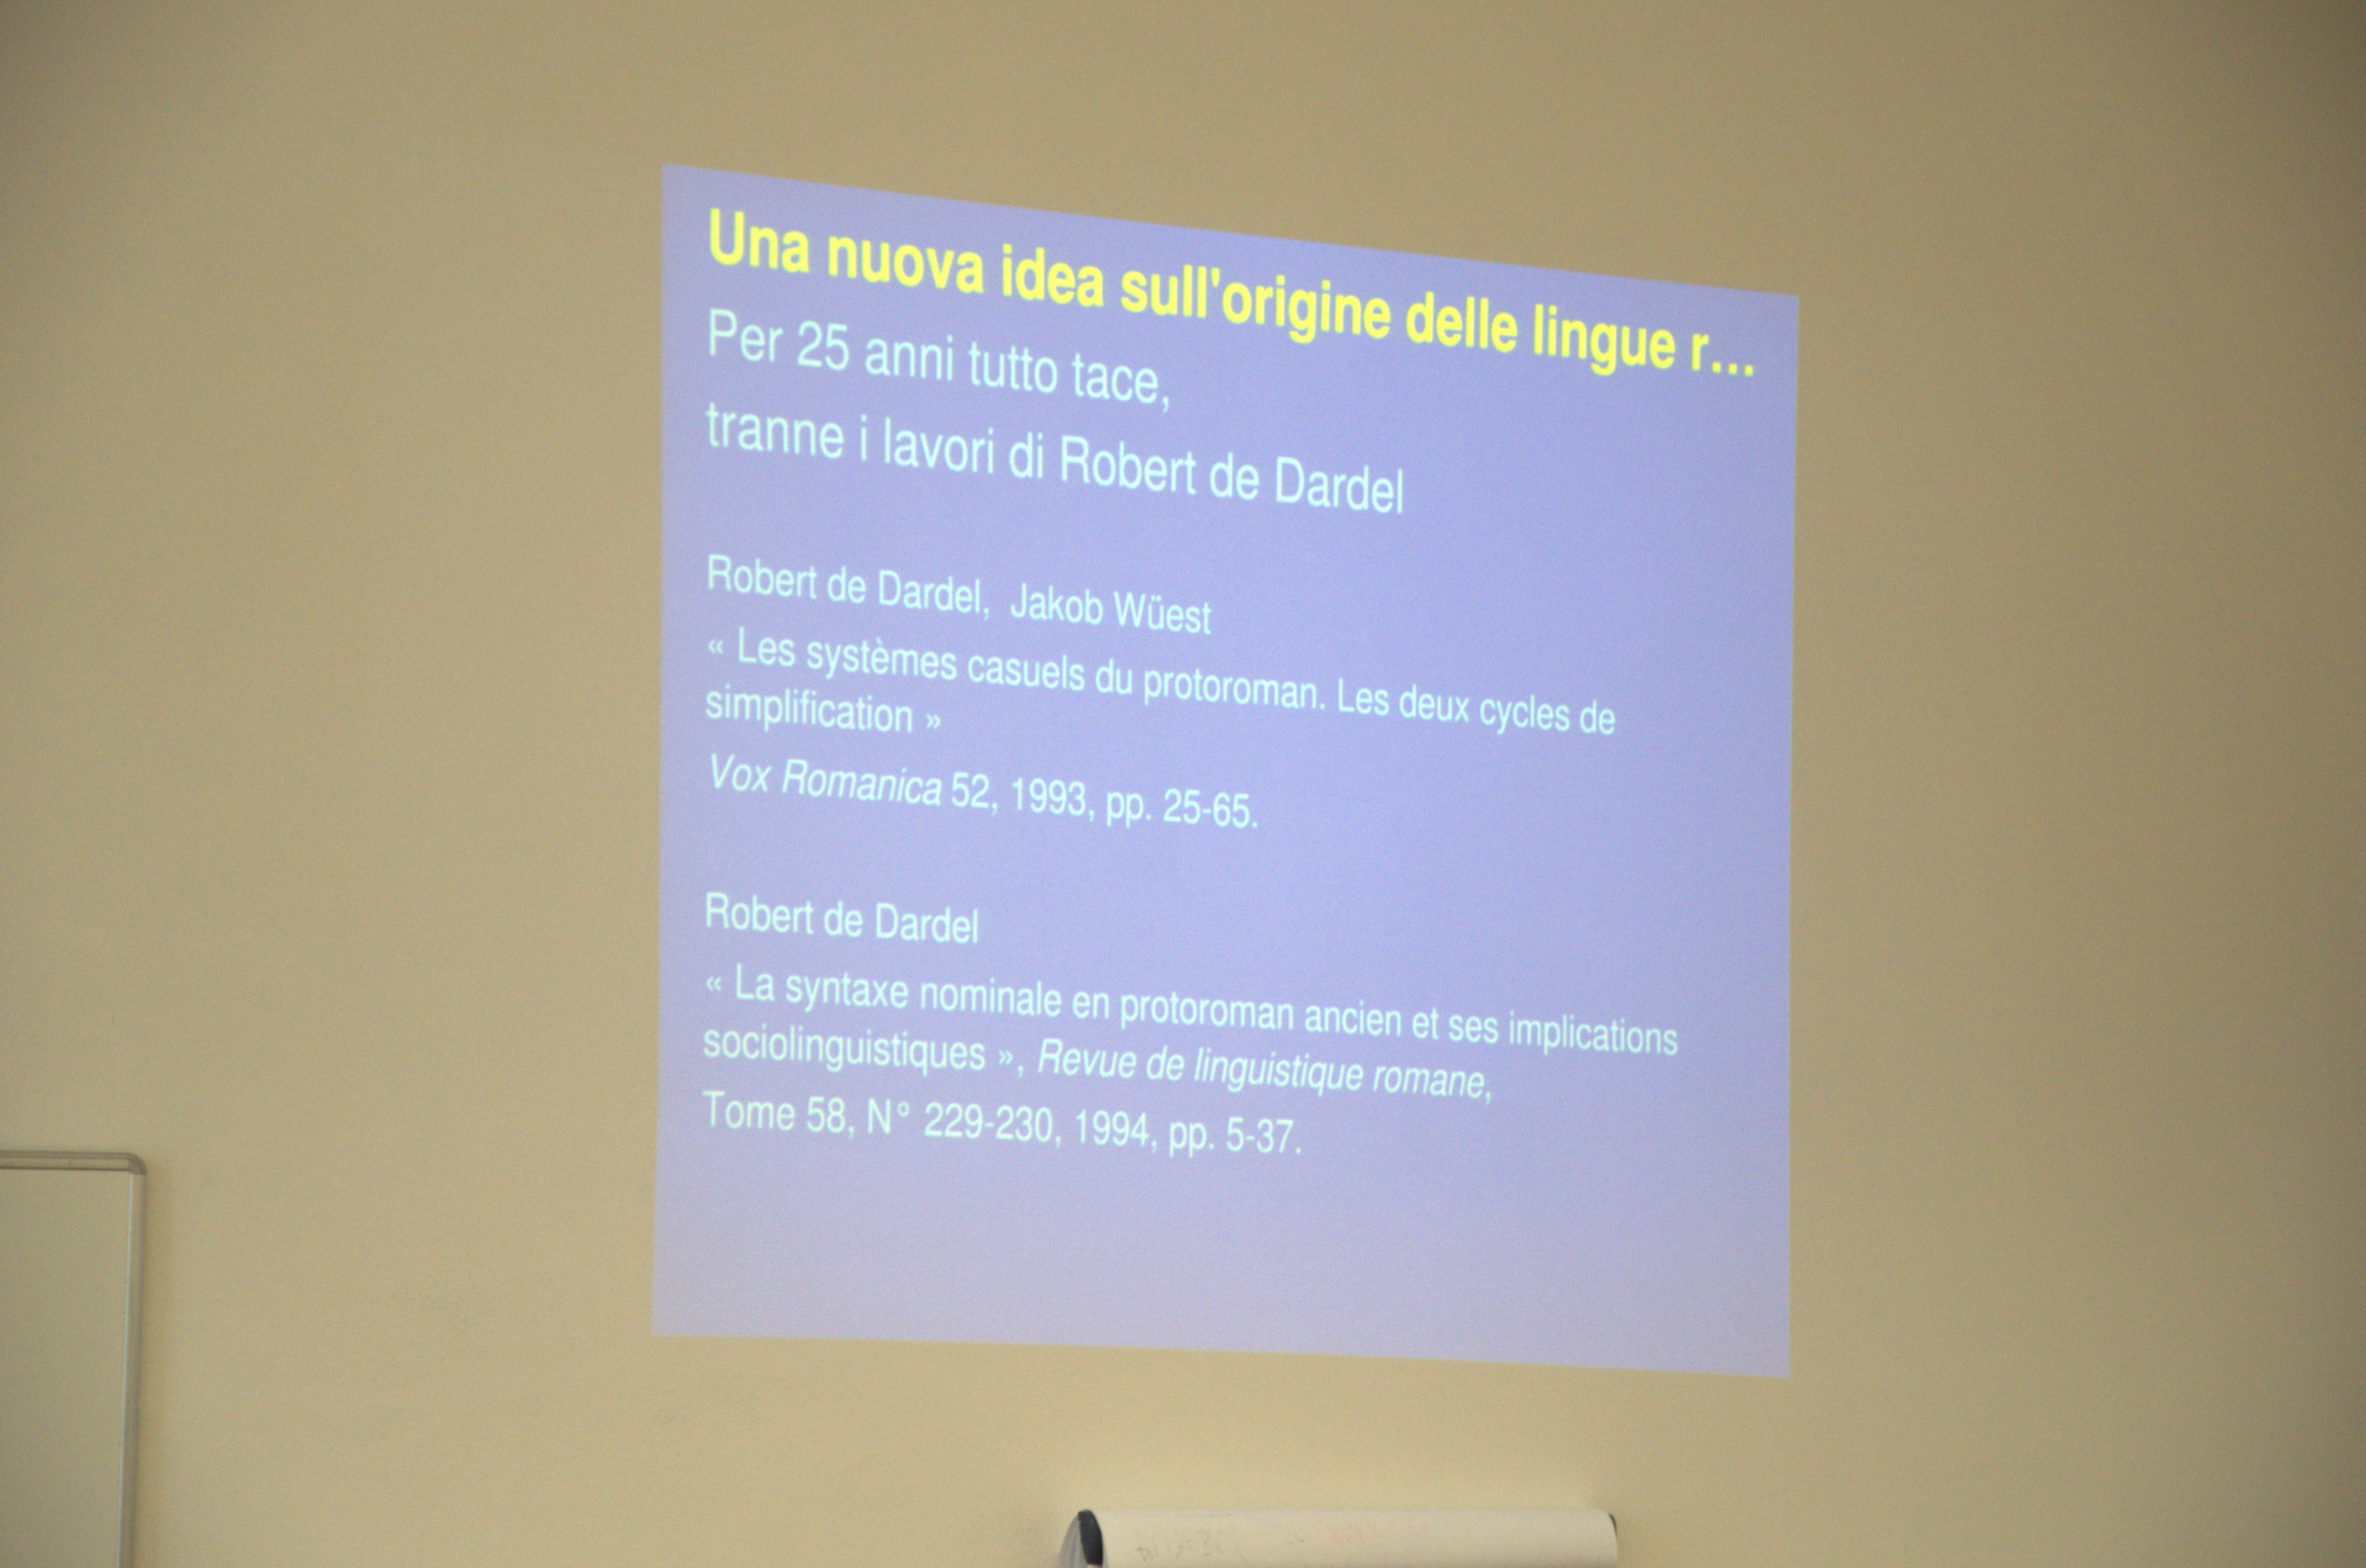 Una nuova idea sull'origine delle lingue r...
Per 25 anni tutto tace,
tranne i lavori di Robert de Dardel
Robert de Dardel, Jakob Wüest
« Les systèmes casuels du protoroman. Les deux cycles de
simplification »
Vox Romanica 52, 1993, pp. 25-65.
Robert de Dardel
« La syntaxe nominale en protoroman ancien et ses implications
sociolinguistiques », Revue de linguistique romane,
Tome 58, N° 229-230, 1994, pp. 5-37.